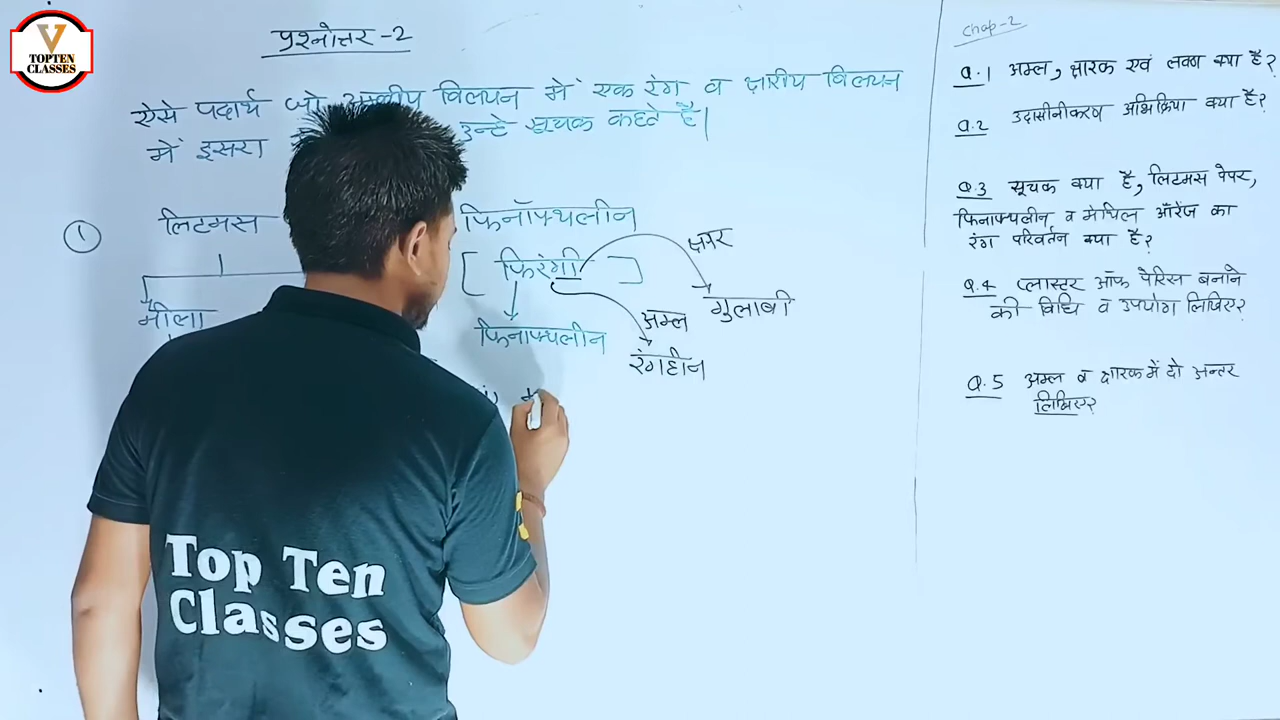 V
TOPTEN
CLASSES
प्रश्नोत्तर -2
ऐसे पदार्थ जो अम्लीय विलयन में एक रंग व क्षारीय विलयन
में इसरा उन्हे सूचक कहते है|
1 लिटमस फिनॉफ्थलीन
[ फिरंगी ] क्षार
नीला फिनाफ्थलीन अम्ल गुलाबी
रंगहीन
Top Ten
Classes
Chap-2
Q.1 अम्ल, क्षारक एवं लवण क्या है?
Q.2 उदासीनीकरण अभिक्रिया क्या है?
Q.3 सूचक क्या है, लिटमस पेपर,
फिनाफ्थलीन व मेथिल ऑरेंज का
रंग परिवर्तन क्या है?
Q.4 प्लास्टर ऑफ पेरिस बनाने
की विधि व उपयोग लिखिए?
Q.5 अम्ल व क्षारक में दो अन्तर
लिखिए?